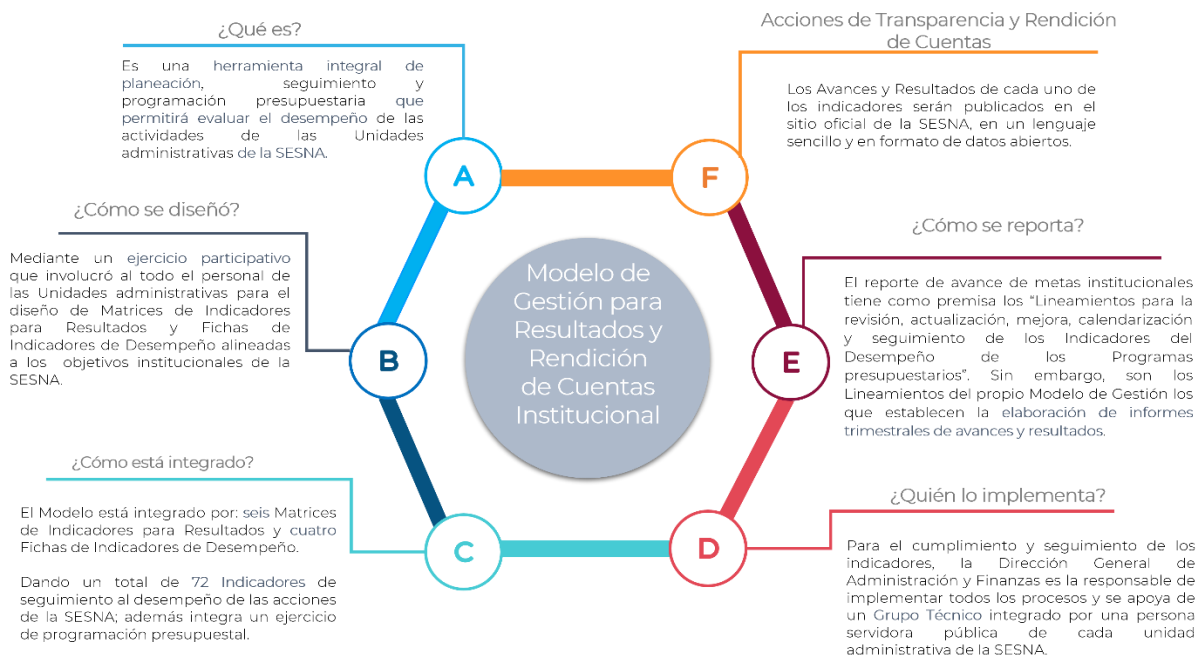 ¿Qué es?
Es una herramienta integral de
planeación, seguimiento y
programación presupuestaria que
permitirá evaluar el desempeño de las
actividades de las Unidades
administrativas de la SESNA.
A
¿Cómo se diseñó?
Mediante un ejercicio participativo
que involucró al todo el personal de
las Unidades administrativas para el
diseño de Matrices de Indicadores
para Resultados y Fichas de
Indicadores de Desempeño alineadas
a los objetivos institucionales de la
SESNA.
B
¿Cómo está integrado?
El Modelo está integrado por: seis Matrices
de Indicadores para Resultados y cuatro
Fichas de Indicadores de Desempeño.
Dando un total de 72 Indicadores de
seguimiento al desempeño de las acciones
de la SESNA; además integra un ejercicio
de programación presupuestal.
C
Modelo de
Gestión para
Resultados y
Rendición
de Cuentas
Institucional
Acciones de Transparencia y Rendición
de Cuentas
Los Avances y Resultados de cada uno de
los indicadores serán publicados en el
sitio oficial de la SESNA, en un lenguaje
sencillo y en formato de datos abiertos.
F
¿Cómo se reporta?
El reporte de avance de metas institucionales
tiene como premisa los “Lineamientos para la
revisión, actualización, mejora, calendarización
y seguimiento de los Indicadores del
Desempeño de los Programas
presupuestarios”. Sin embargo, son los
Lineamientos del propio Modelo de Gestión los
que establecen la elaboración de informes
trimestrales de avances y resultados.
E
¿Quién lo implementa?
Para el cumplimiento y seguimiento de los
indicadores, la Dirección General de
Administración y Finanzas es la responsable de
implementar todos los procesos y se apoya de
un Grupo Técnico integrado por una persona
servidora pública de cada unidad
administrativa de la SESNA.
D